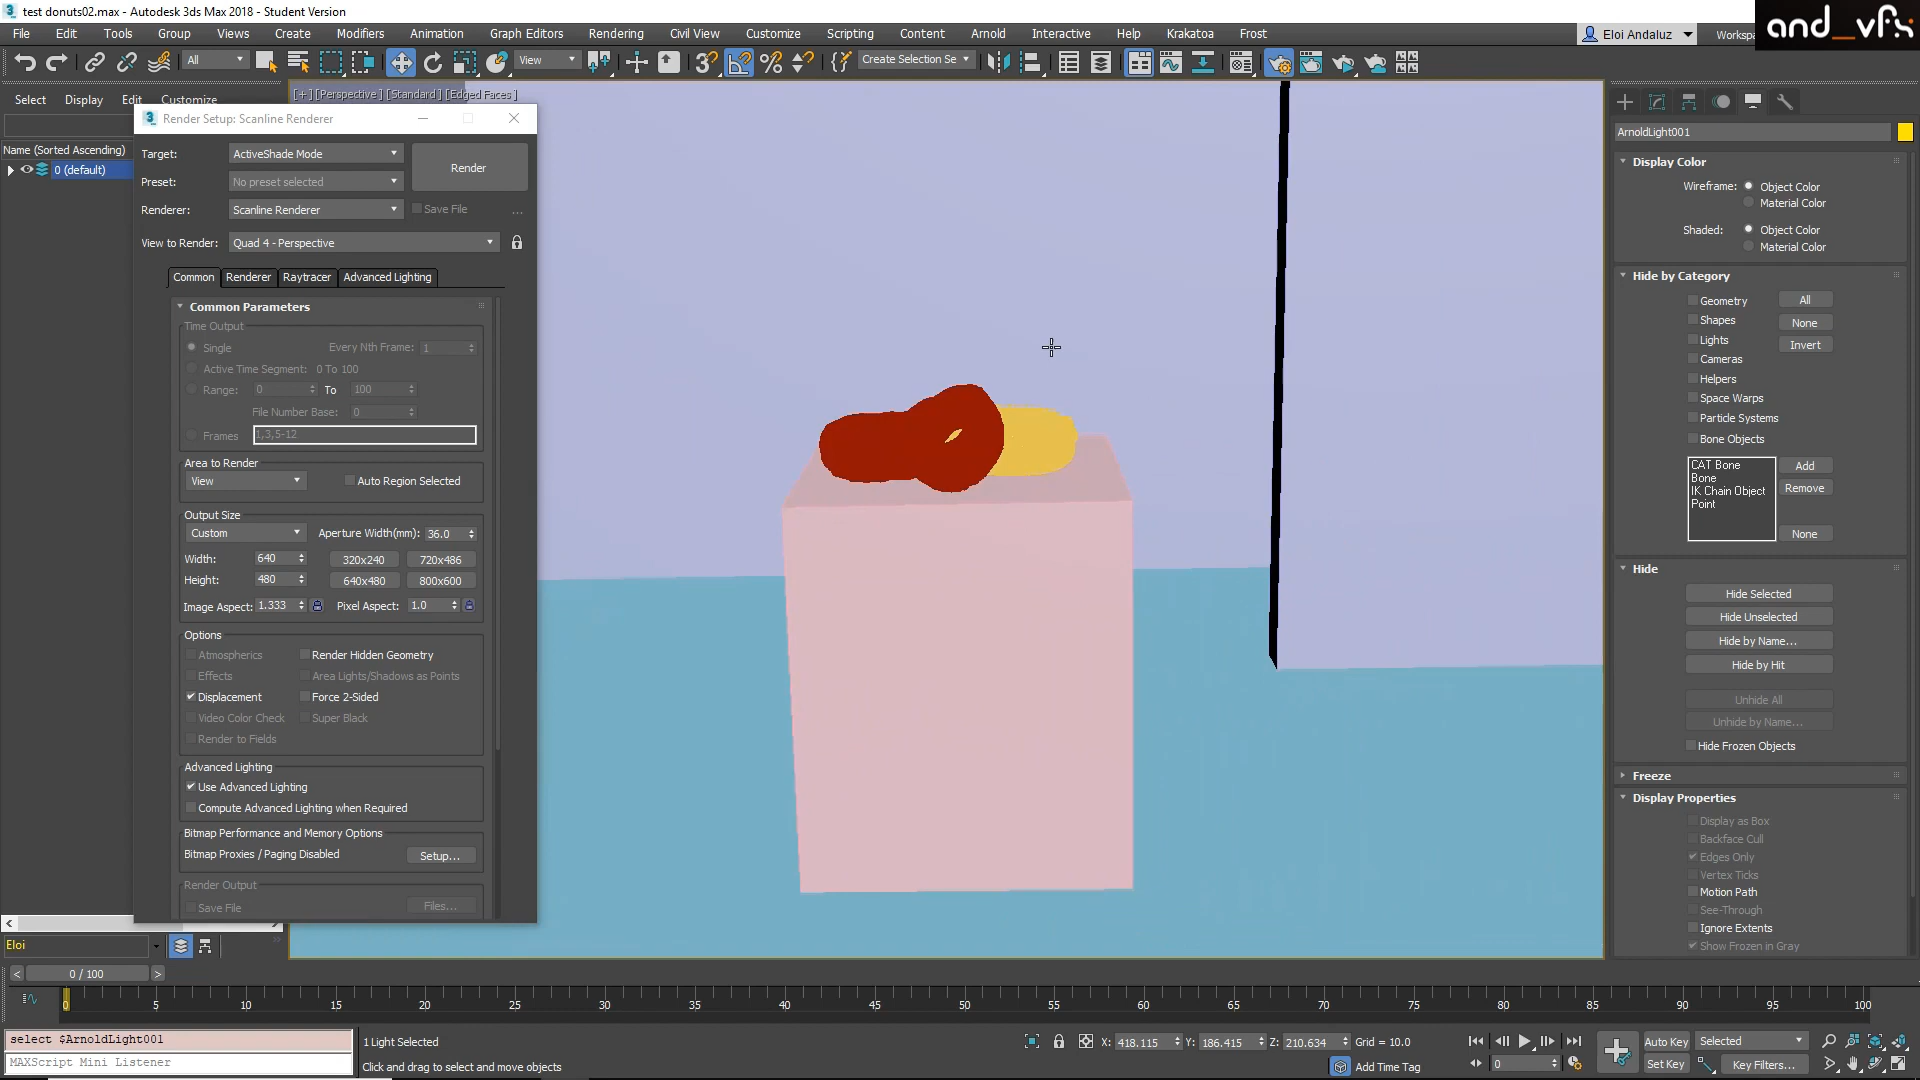 test donuts02.max - Autodesk 3ds Max 2018 - Student Version
and__vfx
File Edit Tools Group Views Create Modifiers Animation Graph Editors Rendering Civil View Customize Scripting Content Arnold Interactive Help Krakatoa Frost
Eloi Andaluz
All
View
Create Selection Se
Select Display Edit Customize
[+] [Perspective ] [Standard ] [Edged Faces ]
Name (Sorted Ascending)
0 (default)
Render Setup: Scanline Renderer
Target: ActiveShade Mode
Render
Preset: No preset selected
Renderer: Scanline Renderer
Save File ...
View to Render: Quad 4 - Perspective
Common Renderer Raytracer Advanced Lighting
Common Parameters
Time Output
Single Every Nth Frame: 1
Active Time Segment: 0 To 100
Range: 0 To 100
File Number Base: 0
Frames 1,3,5-12
Area to Render
View Auto Region Selected
Output Size
Custom Aperture Width(mm): 36.0
Width: 640 320x240 720x486
Height: 480 640x480 800x600
Image Aspect: 1.333 Pixel Aspect: 1.0
Options
Atmospherics Render Hidden Geometry
Effects Area Lights/Shadows as Points
Displacement Force 2-Sided
Video Color Check Super Black
Render to Fields
Advanced Lighting
Use Advanced Lighting
Compute Advanced Lighting when Required
Bitmap Performance and Memory Options
Bitmap Proxies / Paging Disabled Setup...
Render Output
Save File Files...
ArnoldLight001
Display Color
Wireframe: Object Color
Material Color
Shaded: Object Color
Material Color
Hide by Category
Geometry All
Shapes None
Lights
Invert
Cameras
Helpers
Space Warps
Particle Systems
Bone Objects
CAT Bone Add
Bone
IK Chain Object Remove
Point
None
Hide
Hide Selected
Hide Unselected
Hide by Name...
Hide by Hit
Unhide All
Unhide by Name...
Hide Frozen Objects
Freeze
Display Properties
Display as Box
Backface Cull
Edges Only
Vertex Ticks
Motion Path
See-Through
Ignore Extents
Show Frozen in Gray
Eloi
< 0 / 100 >
0 5 10 15 20 25 30 35 40 45 50 55 60 65 70 75 80 85 90 95 100
select $ArnoldLight001
MAXScript Mini Listener
1 Light Selected
Click and drag to select and move objects
X: 418.115 Y: 186.415 Z: 210.634 Grid = 10.0
Add Time Tag
0
Auto Key Selected
Set Key Key Filters...